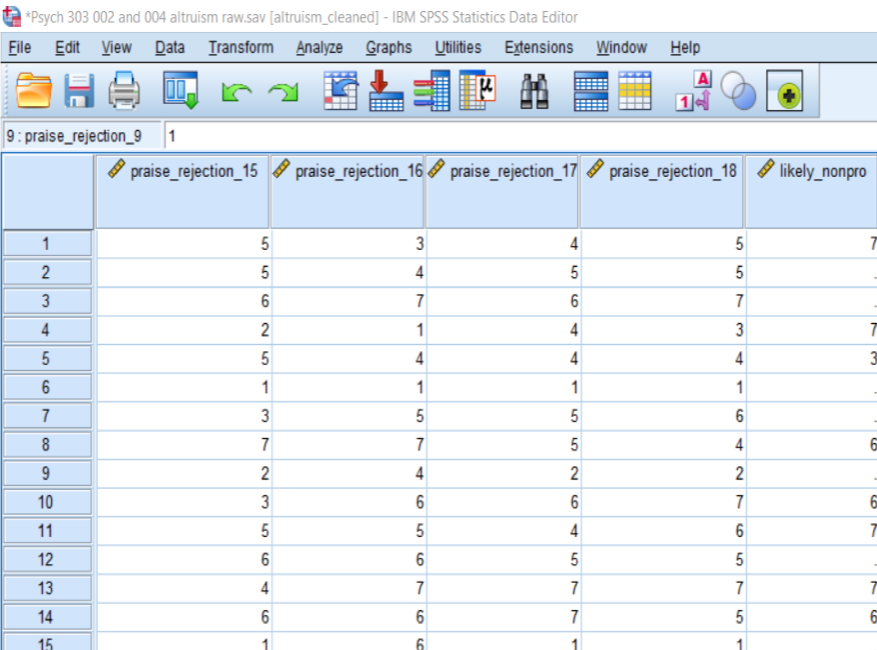 *Psych 303 002 and 004 altruism raw.sav [altruism_cleaned] - IBM SPSS Statistics Data Editor
File Edit View Data Transform Analyze Graphs Utilities Extensions Window Help
μ A 1
9 : praise_rejection_9 1
praise_rejection_15 praise_rejection_16 praise_rejection_17 praise_rejection_18 likely_nonpro
1 5 3 4 5 7
2 5 4 5 5 .
3 6 7 6 7 .
4 2 1 4 3 7
5 5 4 4 4 3
6 1 1 1 1 .
7 3 5 5 6 .
8 7 7 5 4 6
9 2 4 2 2 .
10 3 6 6 7 6
11 5 5 4 6 7
12 6 6 5 5 .
13 4 7 7 7 7
14 6 6 7 5 6
15 1 6 1 1